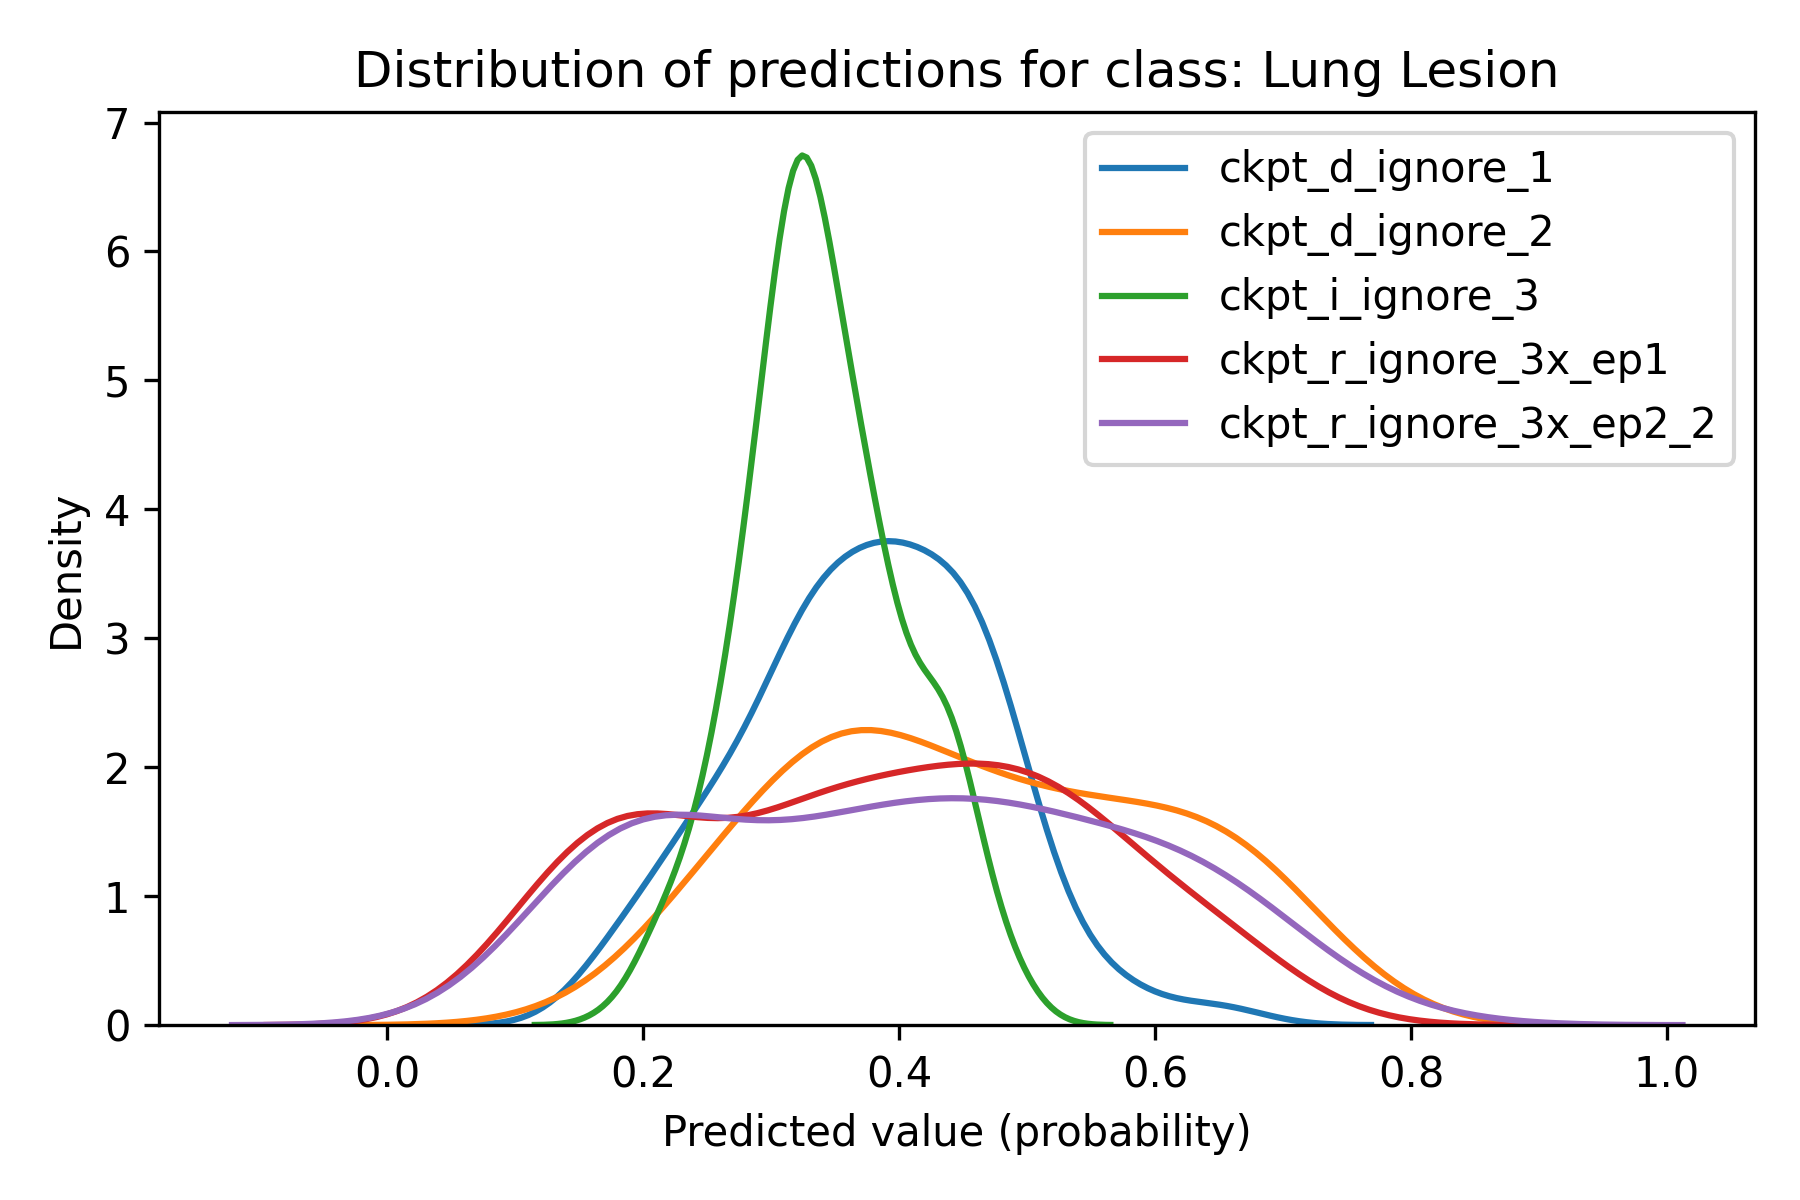 Distribution of predictions for class: Lung Lesion
7
6
5
4
3
2
1
0
Density
ckpt_d_ignore_1
ckpt_d_ignore_2
ckpt_i_ignore_3
ckpt_r_ignore_3x_ep1
ckpt_r_ignore_3x_ep2_2
0.0 0.2 0.4 0.6 0.8 1.0
Predicted value (probability)